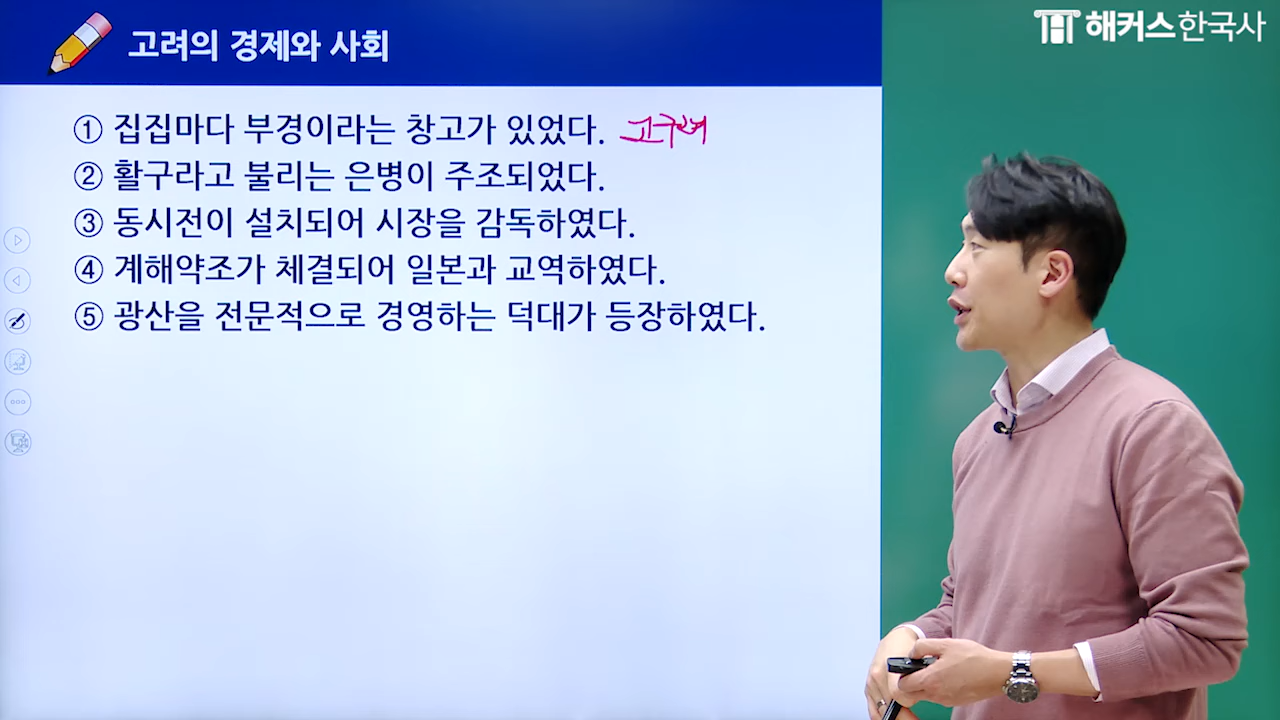 고려의 경제와 사회
해커스한국사
① 집집마다 부경이라는 창고가 있었다. 고구려
② 활구라고 불리는 은병이 주조되었다.
③ 동시전이 설치되어 시장을 감독하였다.
④ 계해약조가 체결되어 일본과 교역하였다.
⑤ 광산을 전문적으로 경영하는 덕대가 등장하였다.